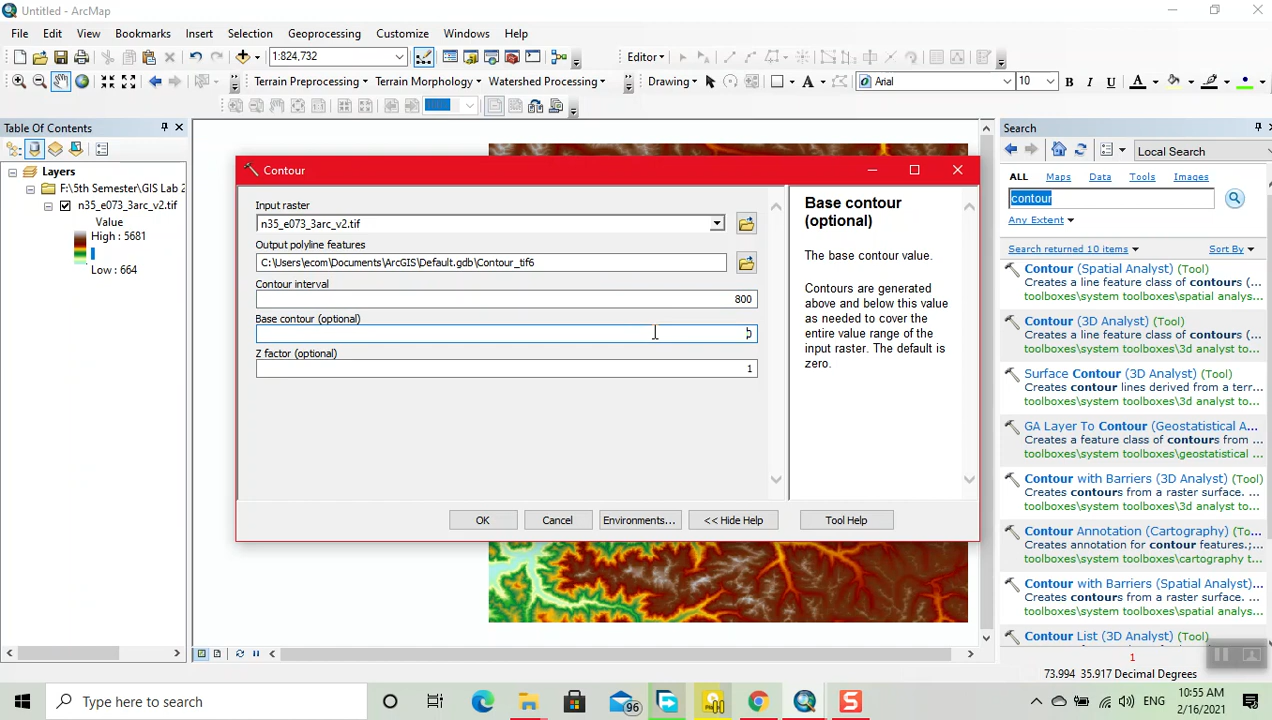 Untitled - ArcMap
File Edit View Bookmarks Insert Selection Geoprocessing Customize Windows Help
1:824,732
Editor
Terrain Preprocessing Terrain Morphology Watershed Processing
Drawing
Arial
10
B I U
A
Table Of Contents
Layers
F:\5th Semester\GIS Lab 2
n35_e073_3arc_v2.tif
Value
High : 5681
Low : 664
Contour
Input raster
n35_e073_3arc_v2.tif
Output polyline features
C:\Users\ecom\Documents\ArcGIS\Default.gdb\Contour_tif6
Contour interval
800
Base contour (optional)
Z factor (optional)
1
OK
Cancel
Environments...
<< Hide Help
Tool Help
Base contour
(optional)
The base contour value.
Contours are generated
above and below this value
as needed to cover the
entire value range of the
input raster. The default is
zero.
Search
Local Search
ALL Maps Data Tools Images
contour
Any Extent
Search returned 10 items
Sort By
Contour (Spatial Analyst) (Tool)
Creates a line feature class of contours (...
toolboxes\system toolboxes\spatial analys...
Contour (3D Analyst) (Tool)
Creates a line feature class of contours (...
toolboxes\system toolboxes\3d analyst to...
Surface Contour (3D Analyst) (Tool)
Creates contour lines derived from a terr...
toolboxes\system toolboxes\3d analyst to...
GA Layer To Contour (Geostatistical A...
Creates a feature class of contours from ...
toolboxes\system toolboxes\geostatistical ...
Contour with Barriers (3D Analyst) (Tool)
Creates contours from a raster surface. ...
toolboxes\system toolboxes\3d analyst to...
Contour Annotation (Cartography) (To...
Creates annotation for contour features.;...
toolboxes\system toolboxes\cartography t...
Contour with Barriers (Spatial Analyst)...
Creates contours from a raster surface. ...
toolboxes\system toolboxes\spatial analys...
Contour List (3D Analyst) (Tool)
1
73.994 35.917 Decimal Degrees
Type here to search
96
ENG
10:55 AM
2/16/2021